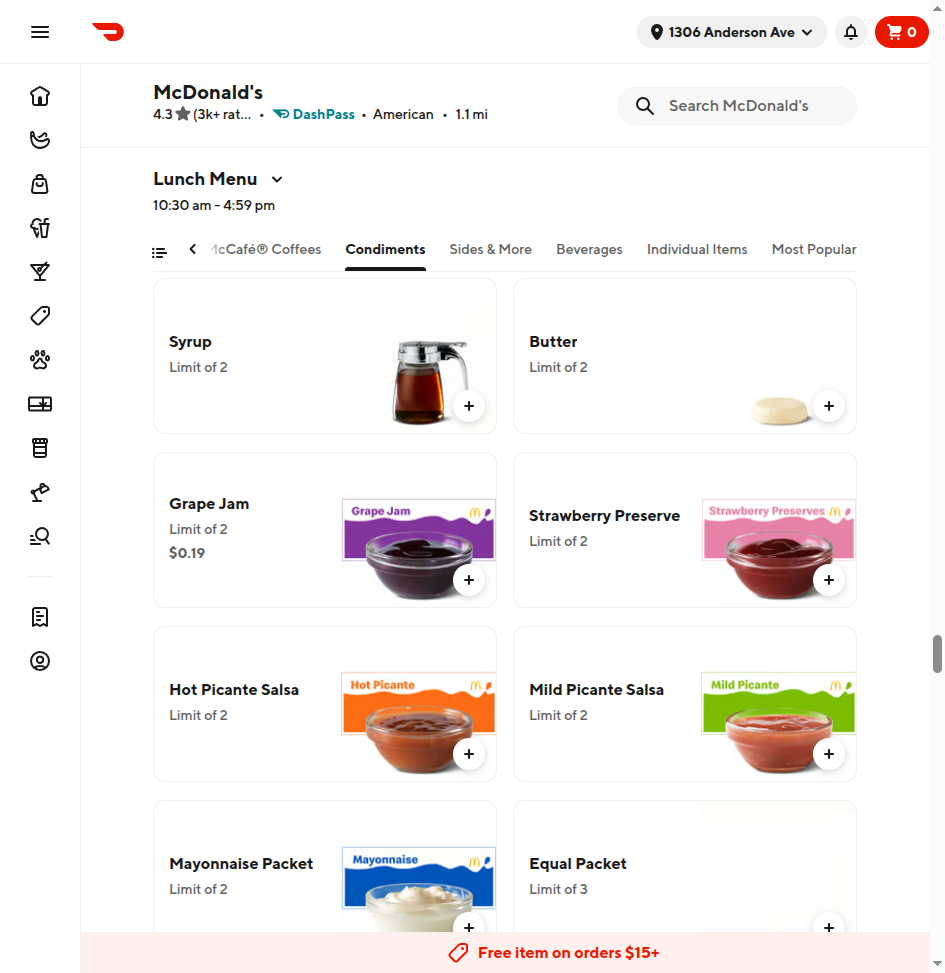 1306 Anderson Ave
0
McDonald's
4.3 (3k+ rat... • DashPass • American • 1.1 mi
Search McDonald's
Lunch Menu
10:30 am - 4:59 pm
cCafé® Coffees Condiments Sides & More Beverages Individual Items Most Popular
Syrup
Limit of 2
Butter
Limit of 2
Grape Jam
Limit of 2
$0.19
Grape Jam
Strawberry Preserve
Limit of 2
Strawberry Preserves
Hot Picante Salsa
Limit of 2
Hot Picante
Mild Picante Salsa
Limit of 2
Mild Picante
Mayonnaise Packet
Limit of 2
Mayonnaise
Equal Packet
Limit of 3
Free item on orders $15+